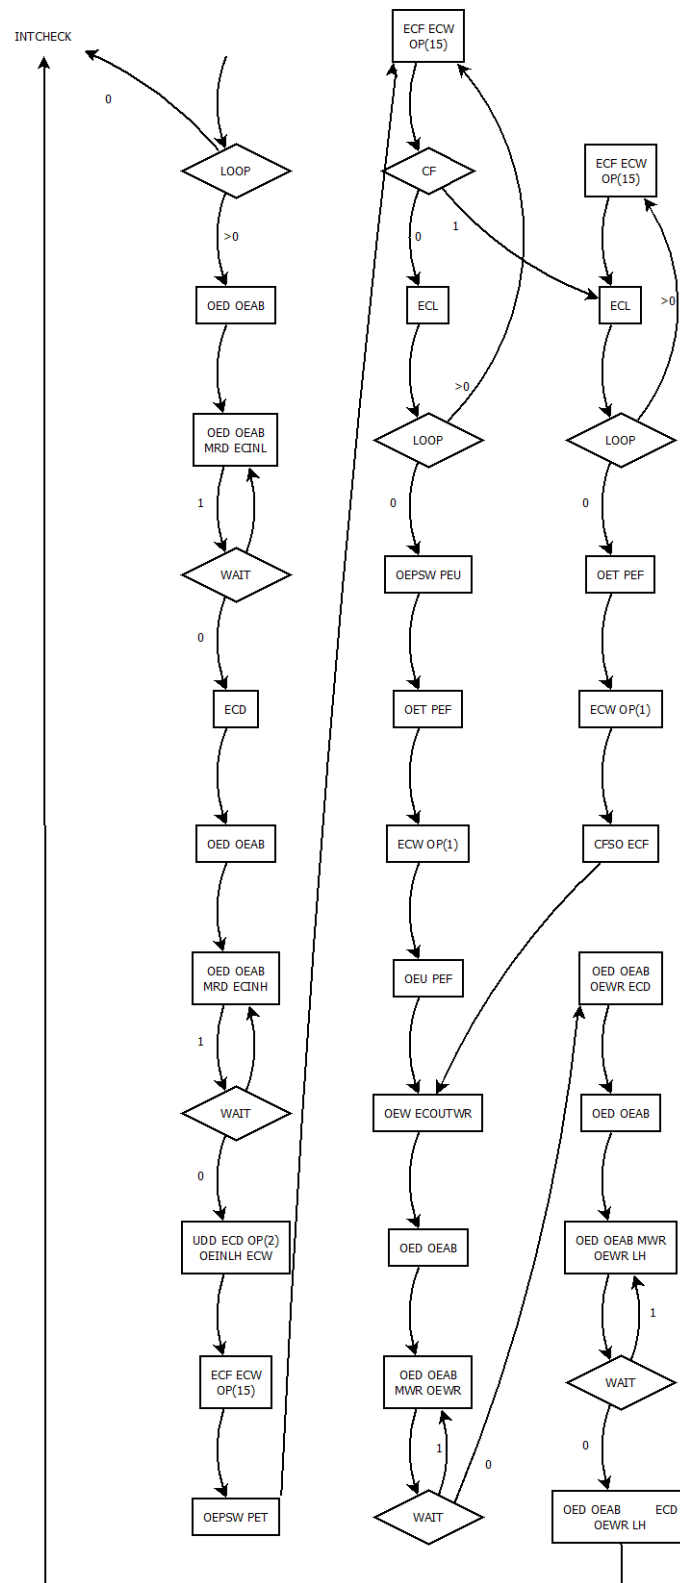 INTCHECK
0
LOOP
>0
OED OEAB
OED OEAB
MRD ECINL
1
WAIT
0
ECD
OED OEAB
OED OEAB
MRD ECINH
1
WAIT
0
UDD ECD OP(2)
OEINLH ECW
ECF ECW
OP(15)
OEPSW PET
ECF ECW
OP(15)
CF
0
1
ECL
>0
LOOP
0
OEPSW PEU
OET PEF
ECW OP(1)
OEU PEF
OEW ECOUTWR
OED OEAB
OED OEAB
MWR OEWR
1
0
WAIT
ECF ECW
OP(15)
ECL
>0
LOOP
0
OET PEF
ECW OP(1)
CFSO ECF
OED OEAB
OEWR ECD
OED OEAB
OED OEAB MWR
OEWR LH
1
WAIT
0
OED OEAB ECD
OEWR LH